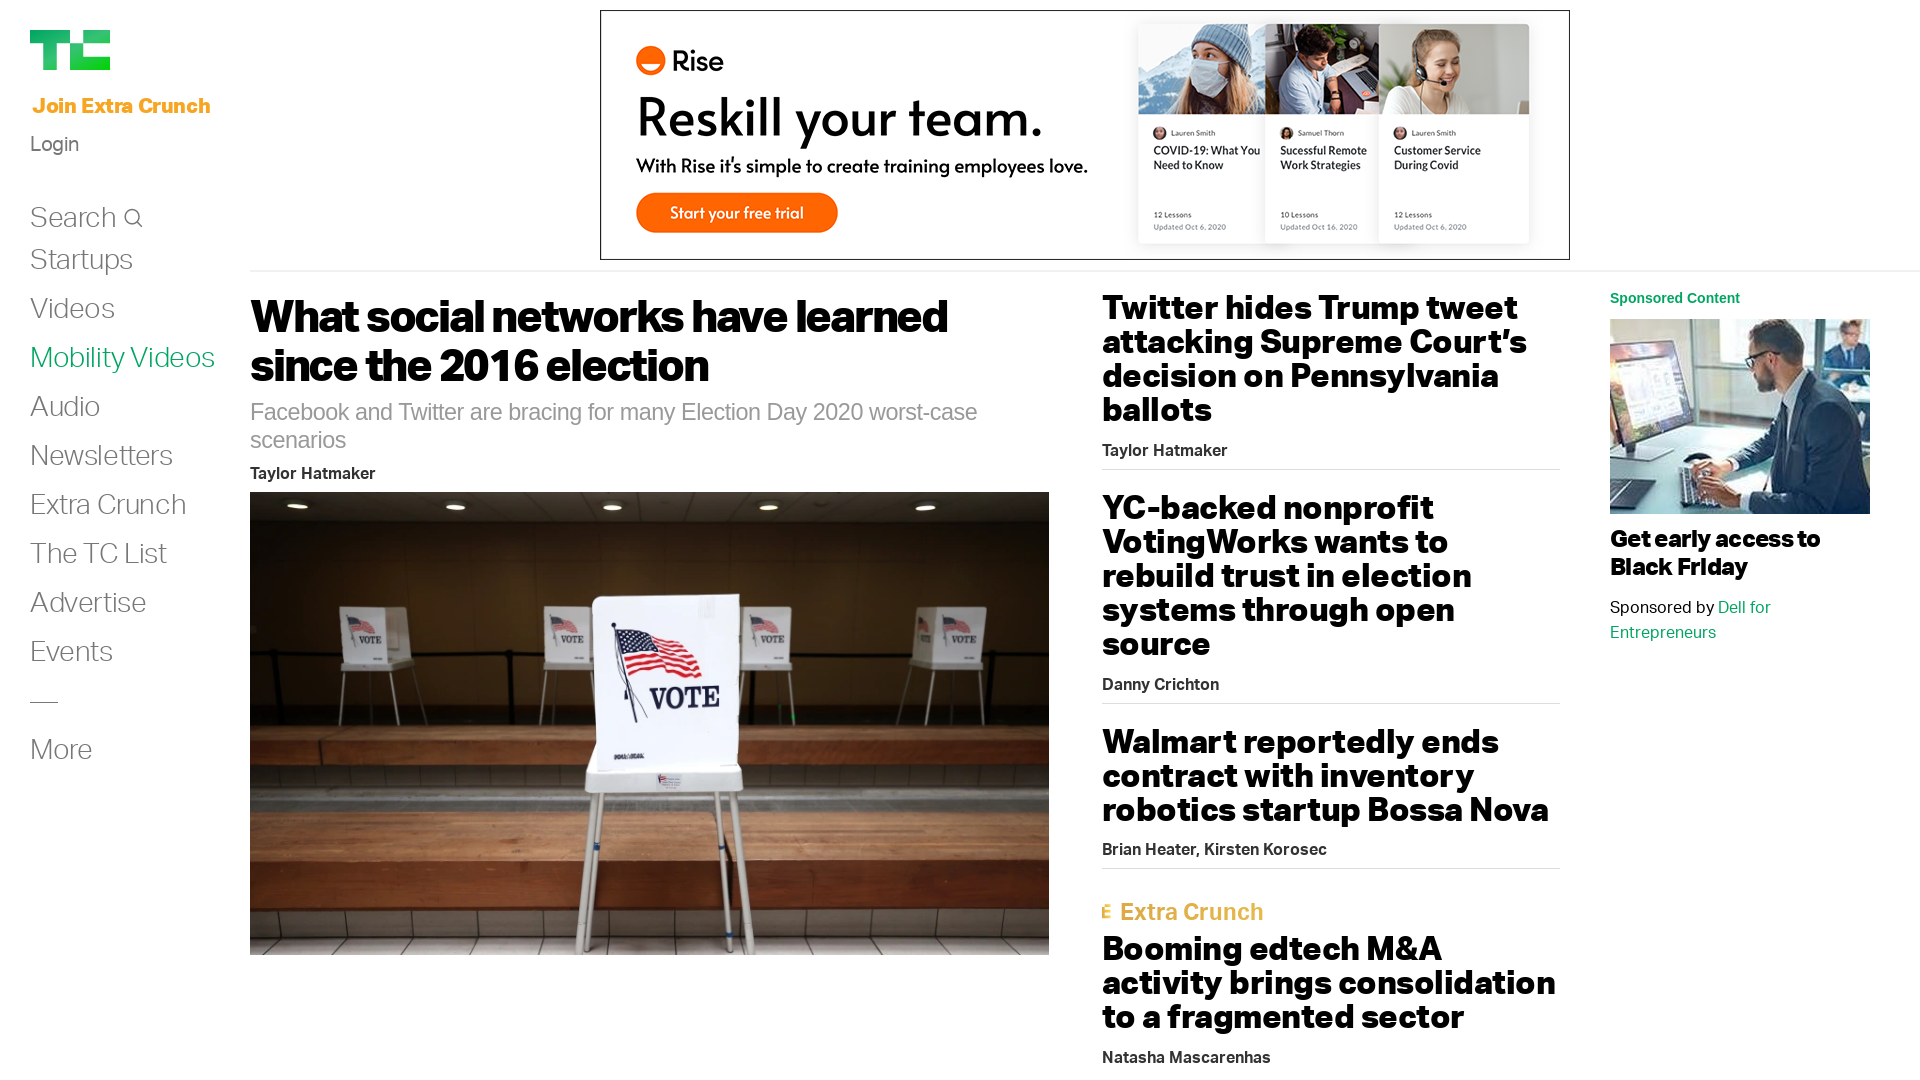 TC
Join Extra Crunch
Login
Search
Startups
Videos
Mobility Videos
Audio
Newsletters
Extra Crunch
The TC List
Advertise
Events
More
Rise
Reskill your team.
With Rise it's simple to create training employees love.
Start your free trial
Lauren Smith
COVID-19: What You
Need to Know
12 Lessons
Updated Oct 6, 2020
Samuel Thorn
Sucessful Remote
Work Strategies
10 Lessons
Updated Oct 16, 2020
Lauren Smith
Customer Service
During Covid
12 Lessons
Updated Oct 6, 2020
What social networks have learned
since the 2016 election
Facebook and Twitter are bracing for many Election Day 2020 worst-case
scenarios
Taylor Hatmaker
VOTE
VOTE
VOTE
VOTE
VOTE
Twitter hides Trump tweet
attacking Supreme Court’s
decision on Pennsylvania
ballots
Taylor Hatmaker
YC-backed nonprofit
VotingWorks wants to
rebuild trust in election
systems through open
source
Danny Crichton
Walmart reportedly ends
contract with inventory
robotics startup Bossa Nova
Brian Heater, Kirsten Korosec
Extra Crunch
Booming edtech M&A
activity brings consolidation
to a fragmented sector
Natasha Mascarenhas
Sponsored Content
Get early access to
Black Friday
Sponsored by Dell for
Entrepreneurs